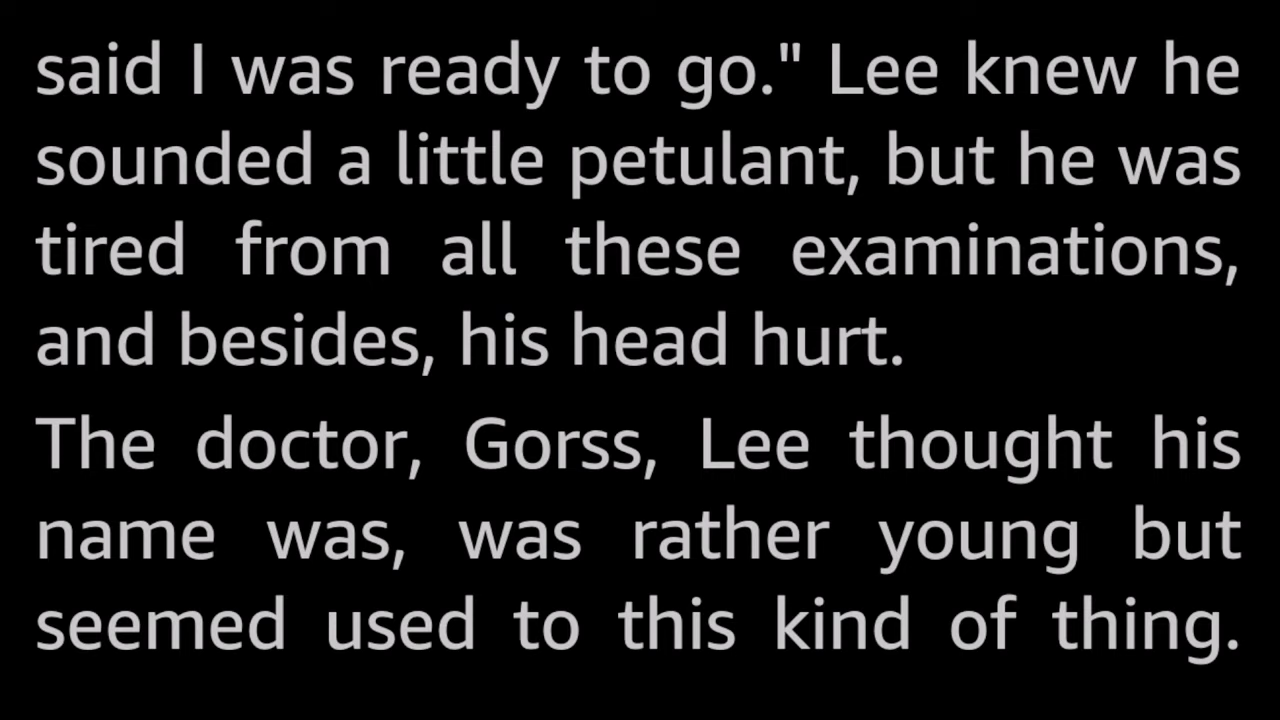 said I was ready to go." Lee knew he
sounded a little petulant, but he was
tired from all these examinations,
and besides, his head hurt.
The doctor, Gorss, Lee thought his
name was, was rather young but
seemed used to this kind of thing.